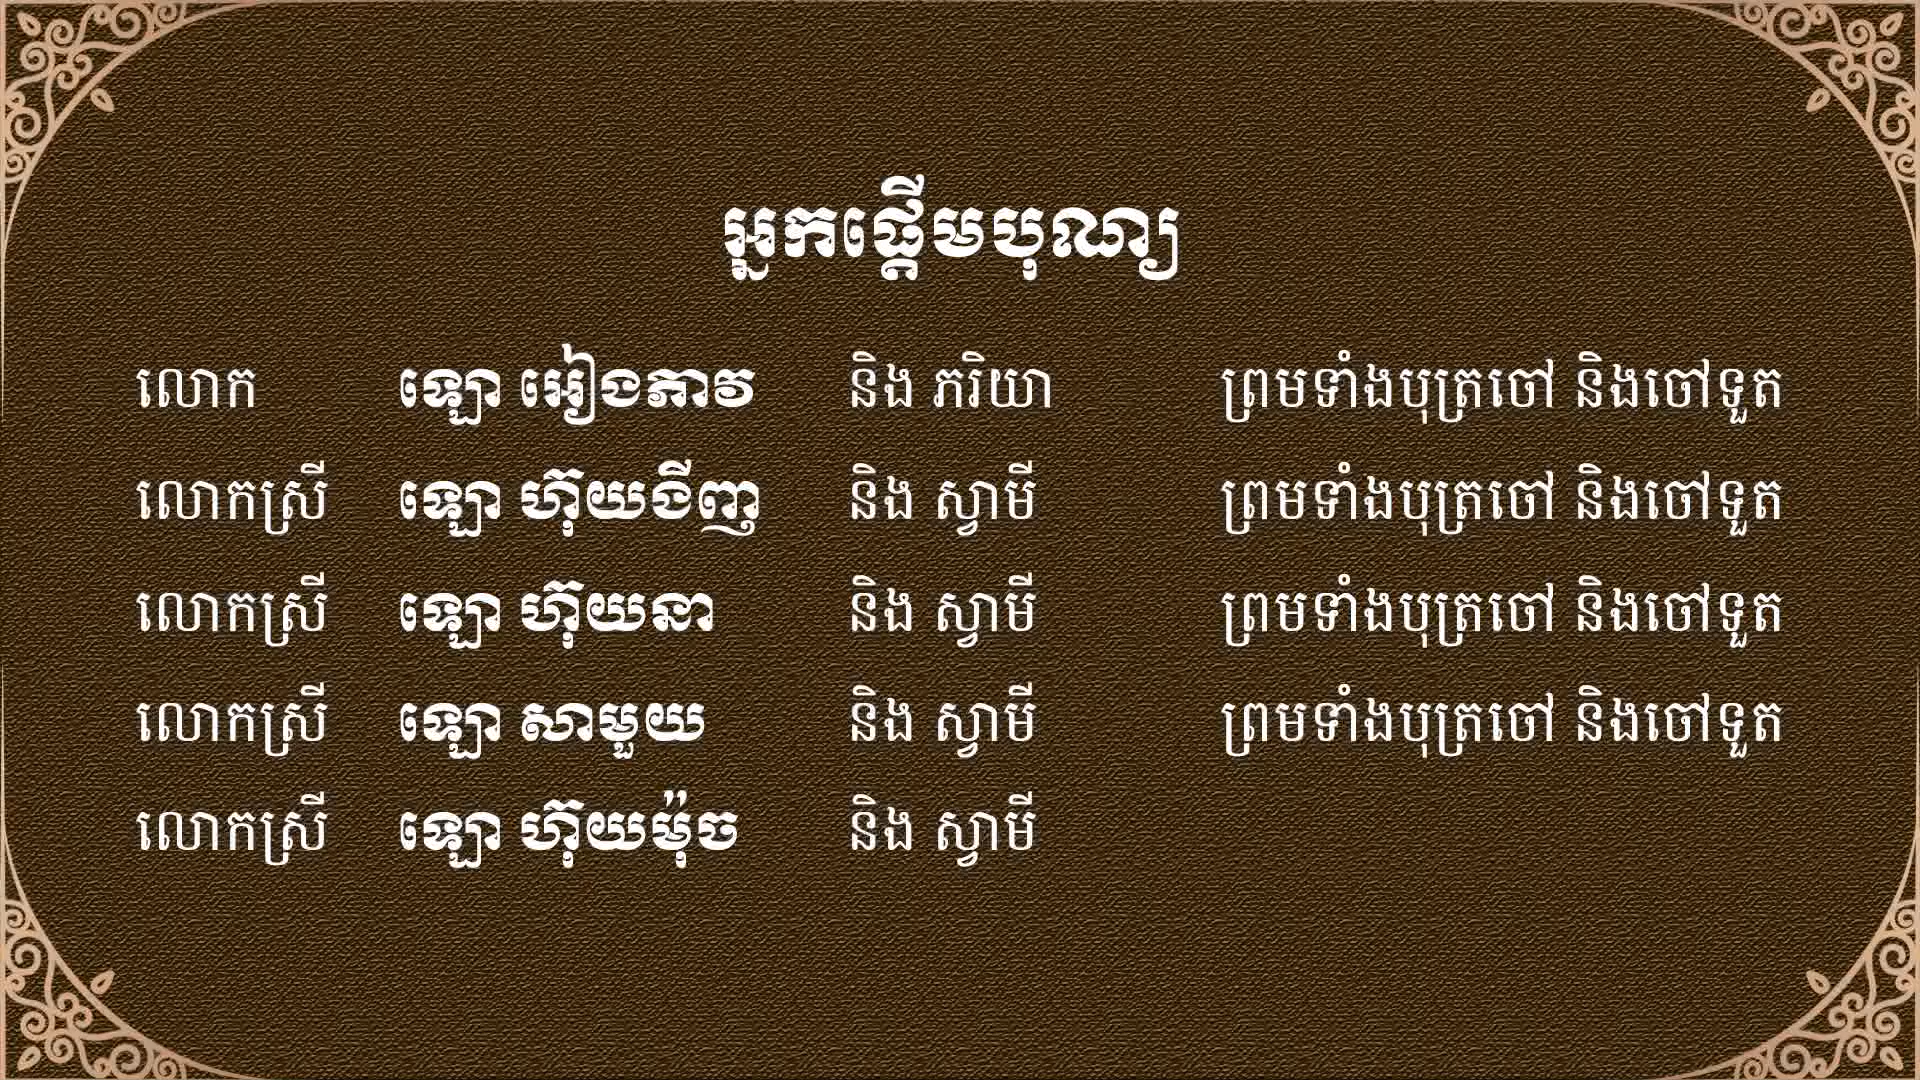 អ្នកផ្តើមបុណ្យ
លោក ឡោ អៀងភាវ និង ភរិយា ព្រមទាំងបុត្រចៅ និងចៅទួត
លោកស្រី ឡោ ហ៊ុយងីញ និង ស្វាមី ព្រមទាំងបុត្រចៅ និងចៅទួត
លោកស្រី ឡោ ហ៊ុយនា និង ស្វាមី ព្រមទាំងបុត្រចៅ និងចៅទួត
លោកស្រី ឡោ សាមួយ និង ស្វាមី ព្រមទាំងបុត្រចៅ និងចៅទួត
លោកស្រី ឡោ ហ៊ុយម៉ុច និង ស្វាមី